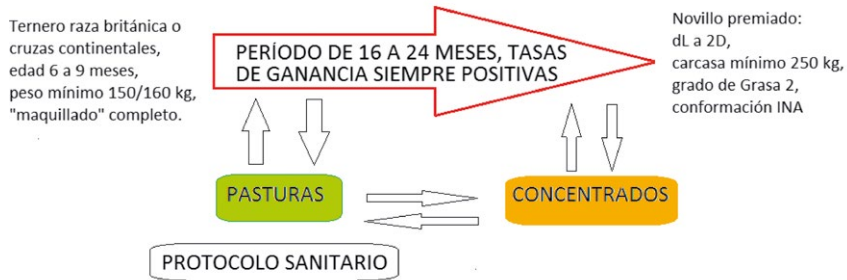 Ternero raza británica o
cruzas continentales,
edad 6 a 9 meses,
peso mínimo 150/160 kg,
"maquillado" completo.
PERÍODO DE 16 A 24 MESES, TASAS
DE GANANCIA SIEMPRE POSITIVAS
Novillo premiado:
dL a 2D,
carcasa mínimo 250 kg,
grado de Grasa 2,
conformación INA
PASTURAS
CONCENTRADOS
PROTOCOLO SANITARIO